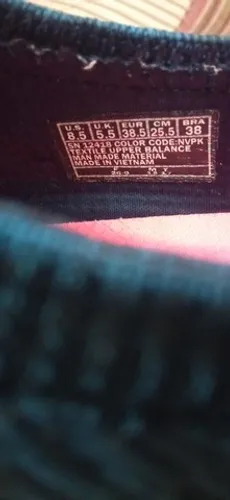 U.S. U.K. EUR CM BRA
8.5 5.5 38.5 25.5 38
SN 12418 COLOR CODE:NVPK
TEXTILE UPPER BALANCE
MAN MADE MATERIAL
MADE IN VIETNAM